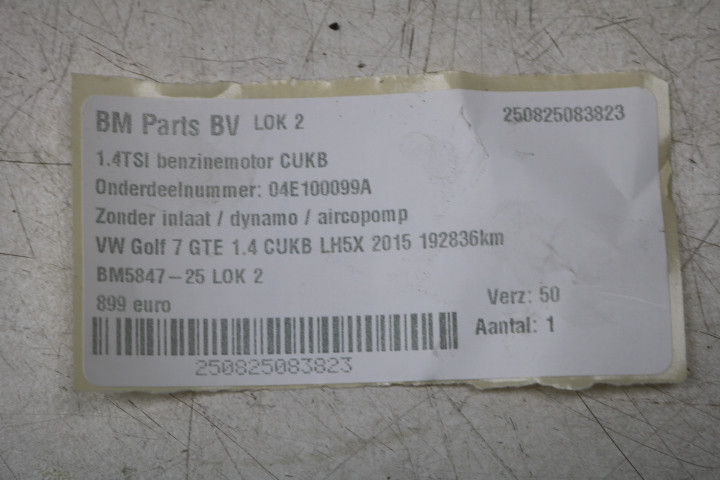 BM Parts BV LOK 2 250825083823
1.4TSI benzinemotor CUKB
Onderdeelnummer: 04E100099A
Zonder inlaat / dynamo / aircopomp
VW Golf 7 GTE 1.4 CUKB LH5X 2015 192836km
BM5847-25 LOK 2
899 euro
Verz: 50
Aantal: 1
250825083823